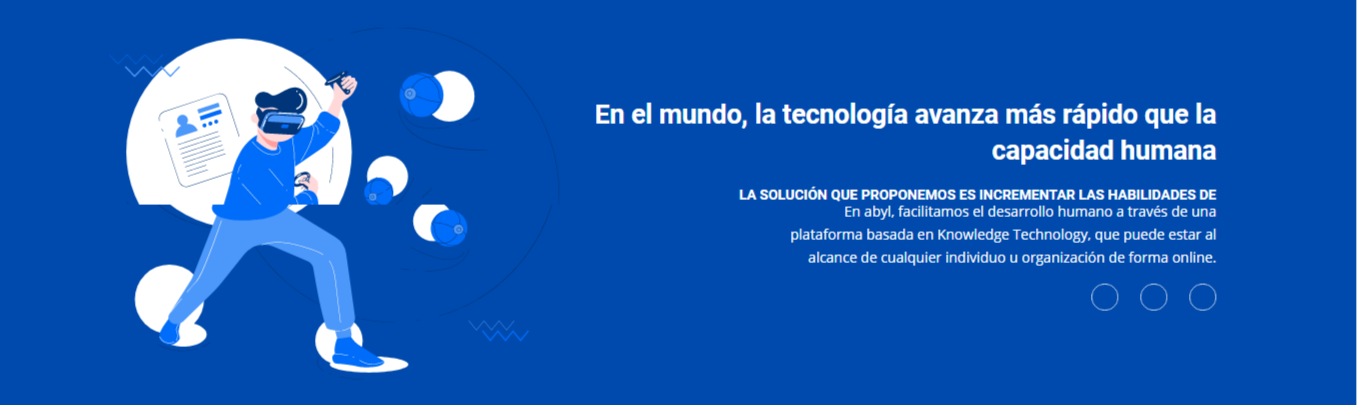 En el mundo, la tecnología avanza más rápido que la
capacidad humana
LA SOLUCIÓN QUE PROPONEMOS ES INCREMENTAR LAS HABILIDADES DE
En abyl, facilitamos el desarrollo humano a través de una
plataforma basada en Knowledge Technology, que puede estar al
alcance de cualquier individuo u organización de forma online.